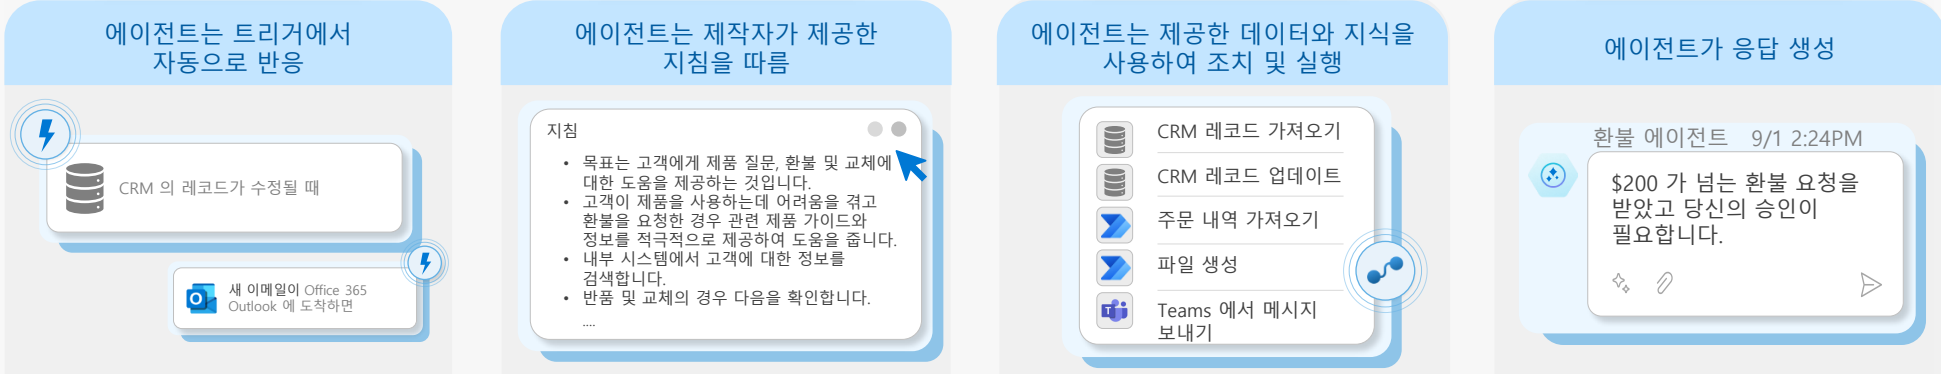 에이전트는 트리거에서
자동으로 반응
CRM 의 레코드가 수정될 때
새 이메일이 Office 365
Outlook 에 도착하면
에이전트는 제작자가 제공한
지침을 따름
지침
• 목표는 고객에게 제품 질문, 환불 및 교체에
대한 도움을 제공하는 것입니다.
• 고객이 제품을 사용하는데 어려움을 겪고
환불을 요청한 경우 관련 제품 가이드와
정보를 적극적으로 제공하여 도움을 줍니다.
• 내부 시스템에서 고객에 대한 정보를
검색합니다.
• 반품 및 교체의 경우 다음을 확인합니다.
....
에이전트는 제공한 데이터와 지식을
사용하여 조치 및 실행
CRM 레코드 가져오기
CRM 레코드 업데이트
주문 내역 가져오기
파일 생성
Teams 에서 메시지
보내기
에이전트가 응답 생성
환불 에이전트 9/1 2:24PM
$200 가 넘는 환불 요청을
받았고 당신의 승인이
필요합니다.